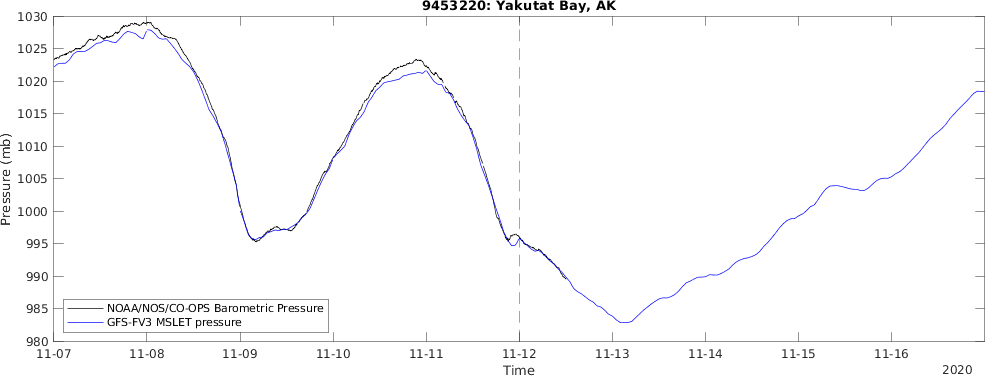 9453220: Yakutat Bay, AK
Pressure (mb)
1030
1025
1020
1015
1010
1005
1000
995
990
985
980
NOAA/NOS/CO-OPS Barometric Pressure
GFS-FV3 MSLET pressure
11-07 11-08 11-09 11-10 11-11 11-12 11-13 11-14 11-15 11-16
Time
2020